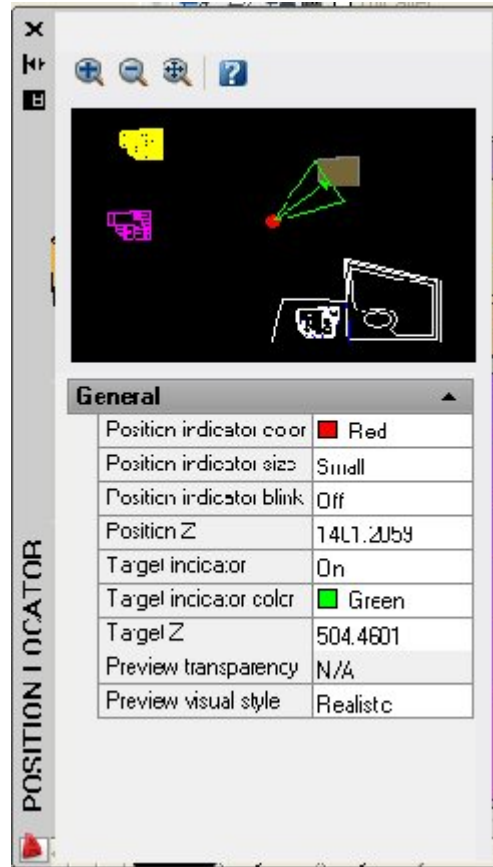 General
Position indicator color Red
Position indicator size Small
Position indicator blink Off
Position Z 1401.2059
Target indicator On
Target indicator color Green
Target Z 504.4601
Preview transparency N/A
Preview visual style Realistic
POSITION LOCATOR